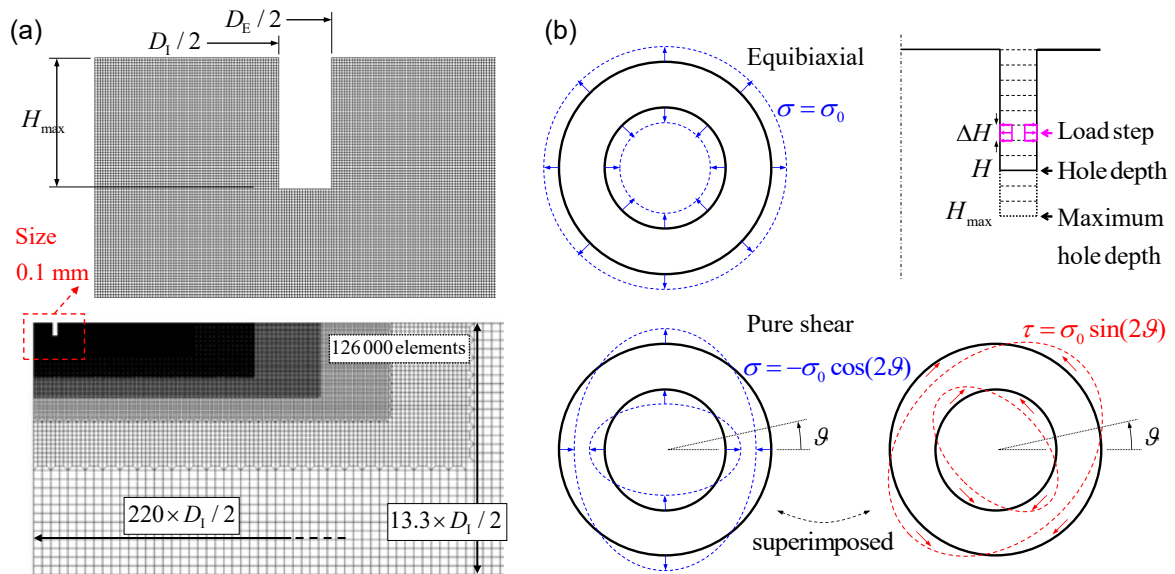 (a)
D_E / 2
D_I / 2
H_max
Size
0.1 mm
126 000 elements
220 × D_I / 2
13.3 × D_I / 2
(b)
Equibiaxial
σ = σ_0
ΔH
Load step
H
Hole depth
H_max
Maximum
hole depth
Pure shear
σ = −σ_0 cos(2ϑ)
τ = σ_0 sin(2ϑ)
ϑ
ϑ
superimposed